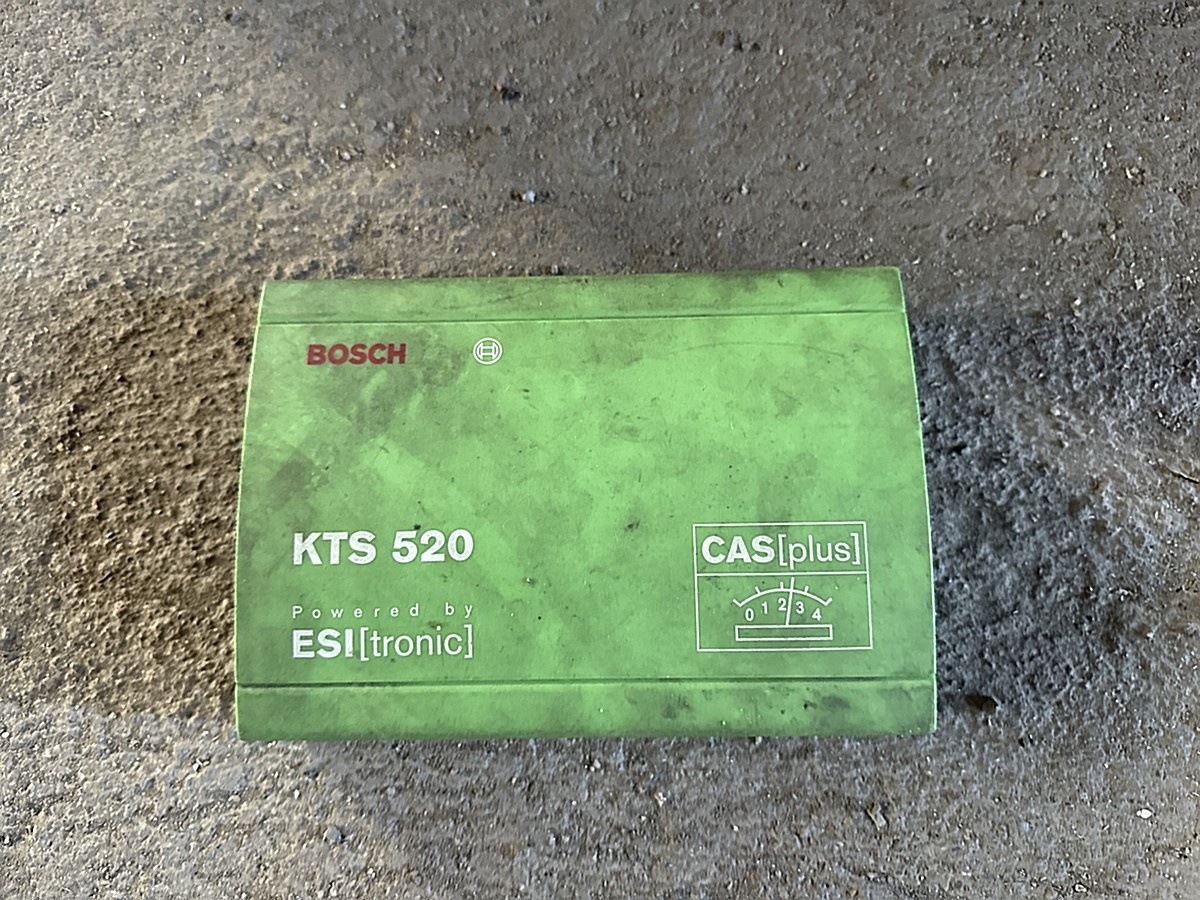 BOSCH
KTS 520
Powered by
ESI[tronic]
CAS[plus]
0 1 2 3 4